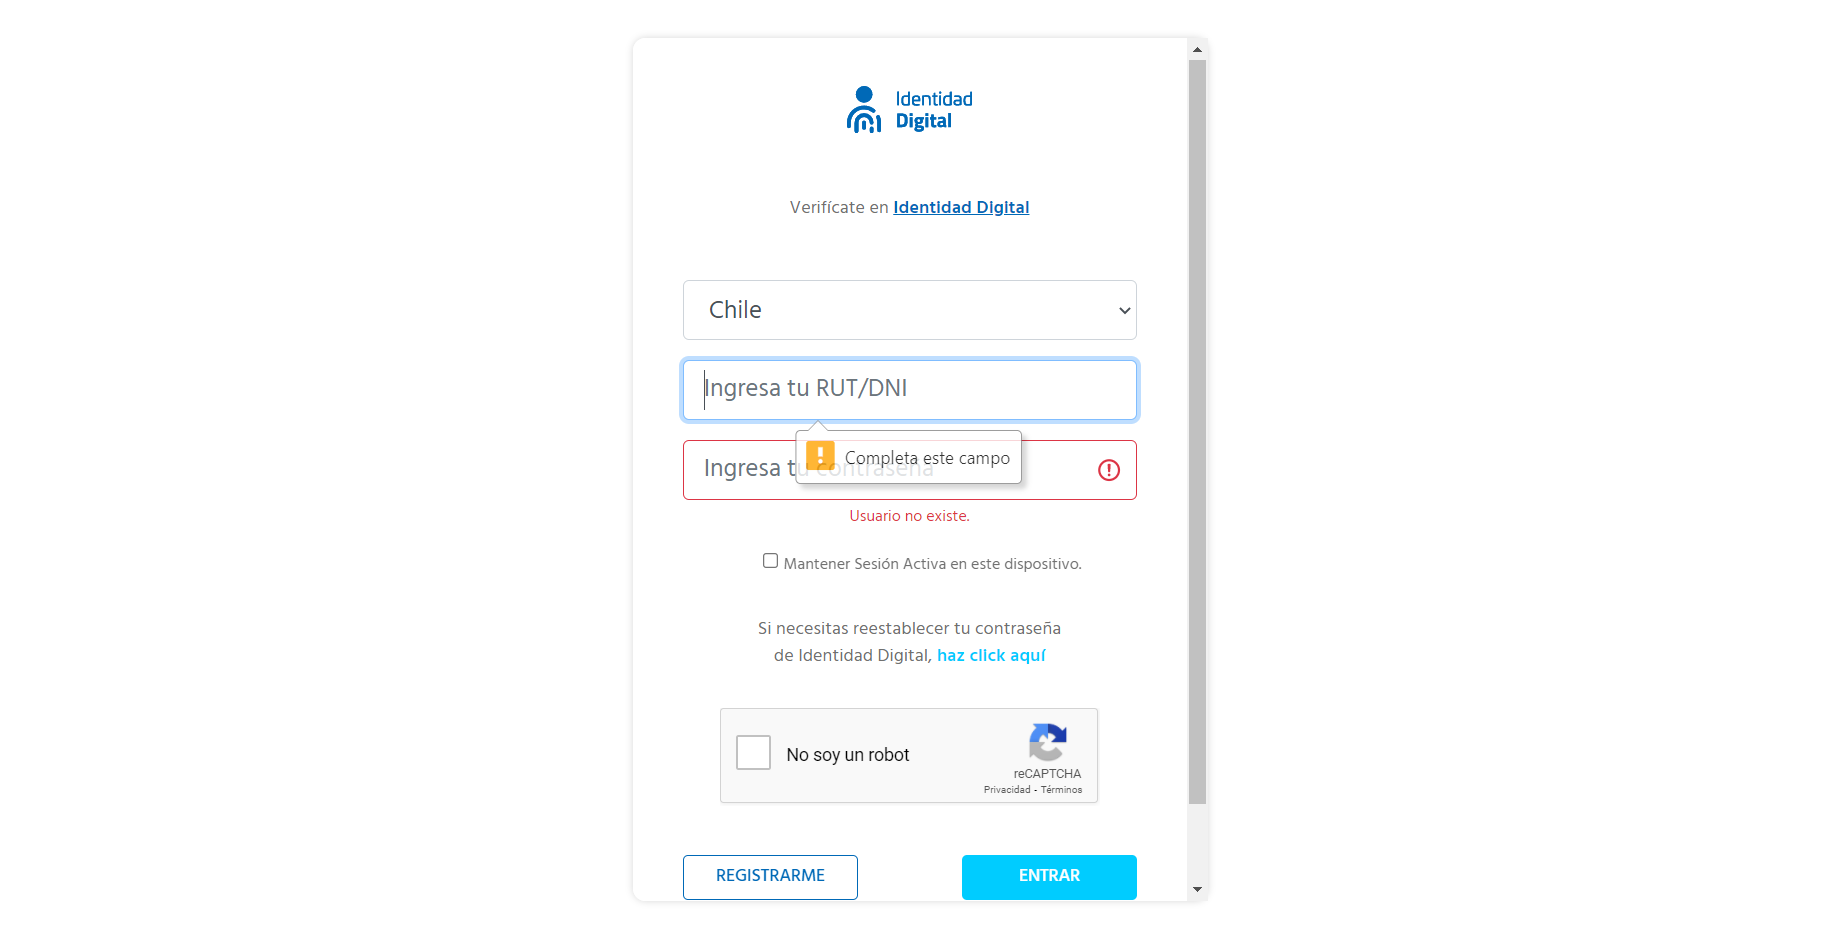 Identidad
Digital
Verifícate en Identidad Digital
Chile
Ingresa tu RUT/DNI
Completa este campo
Ingresa tu contraseña
Usuario no existe.
Mantener Sesión Activa en este dispositivo.
Si necesitas reestablecer tu contraseña
de Identidad Digital, haz click aquí
No soy un robot
reCAPTCHA
Privacidad - Términos
REGISTRARME
ENTRAR